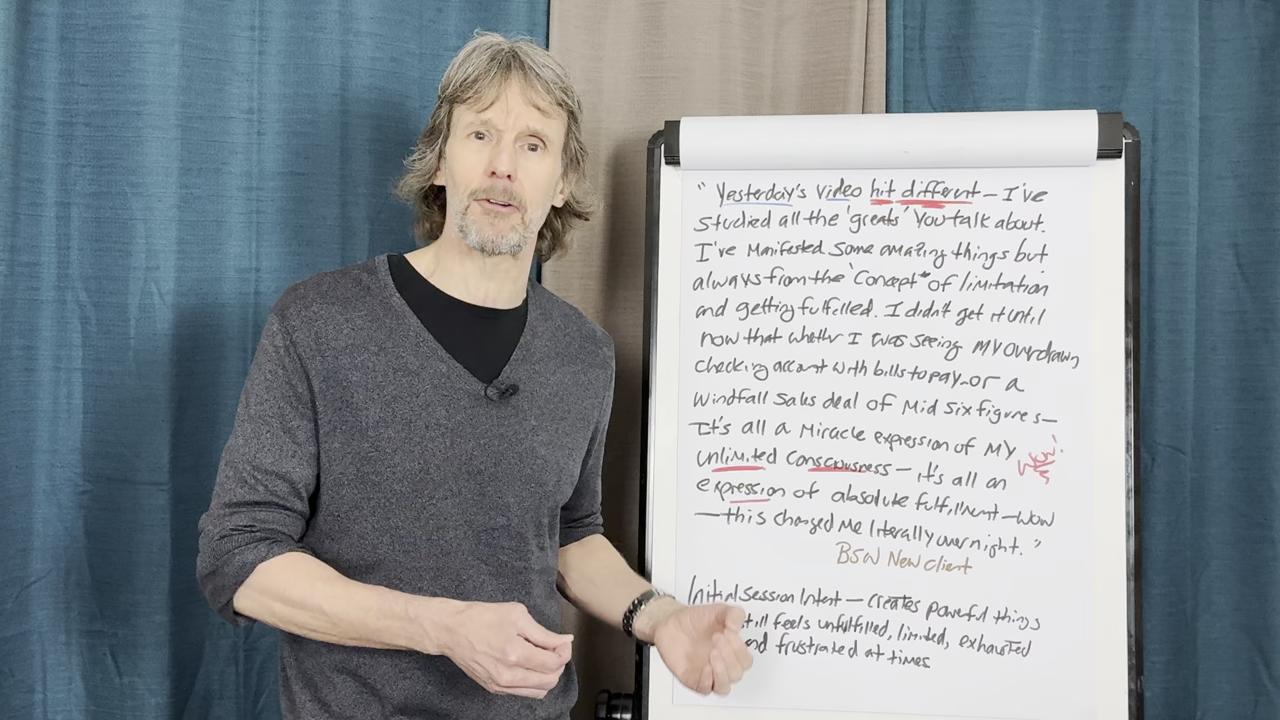 " Yesterday's video hit different — I've
studied all the 'greats' you talk about.
I've manifested some amazing things but
always from the 'concept" of limitation
and getting fulfilled. I didn't get it until
now that whether I was seeing my overdrawn
checking account with bills to pay - or a
windfall sales deal of mid six figures —
It's all a miracle expression of my
unlimited consciousness — it's all an
expression of absolute fulfillment — wow
— this changed me literally overnight."
BSW New Client
Initial Session Intent — creates powerful things
still feels unfulfilled, limited, exhausted
and frustrated at times